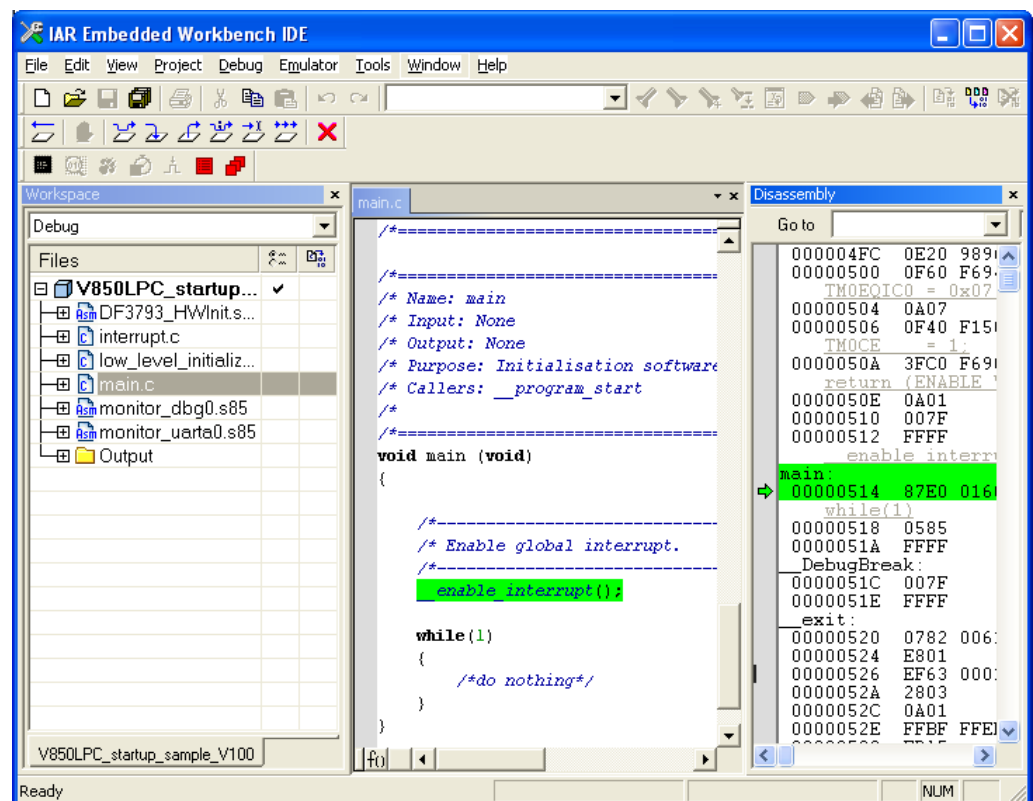 IAR Embedded Workbench IDE
File Edit View Project Debug Emulator Tools Window Help
Workspace
Debug
Files
V850LPC_startup...
DF3793_HWInit.s...
interrupt.c
low_level_initializ...
main.c
monitor_dbg0.s85
monitor_uarta0.s85
Output
V850LPC_startup_sample_V100
main.c
/*===================================
/*===================================
/* Name: main
/* Input: None
/* Output: None
/* Purpose: Initialisation software
/* Callers: __program_start
/*
/*===================================
void main (void)
{
/*------------------------------
/* Enable global interrupt.
/*------------------------------
__enable_interrupt();
while(1)
{
/*do nothing*/
}
}
f()
Disassembly
Go to
000004FC 0E20
00000500 0F60
TM0EQIC0 = 0x07
00000504 0A07
00000506 0F40
TM0CE = 1;
0000050A 3FC0
return (ENABLE
0000050E 0A01
00000510 007F
00000512 FFFF
enable
main:
00000514 87E0
while(1)
00000518 0585
0000051A FFFF
__DebugBreak:
0000051C 007F
0000051E FFFF
__exit:
00000520 0782
00000524 E801
00000526 EF63
0000052A 2803
0000052C 0A01
0000052E FFBF
Ready
NUM